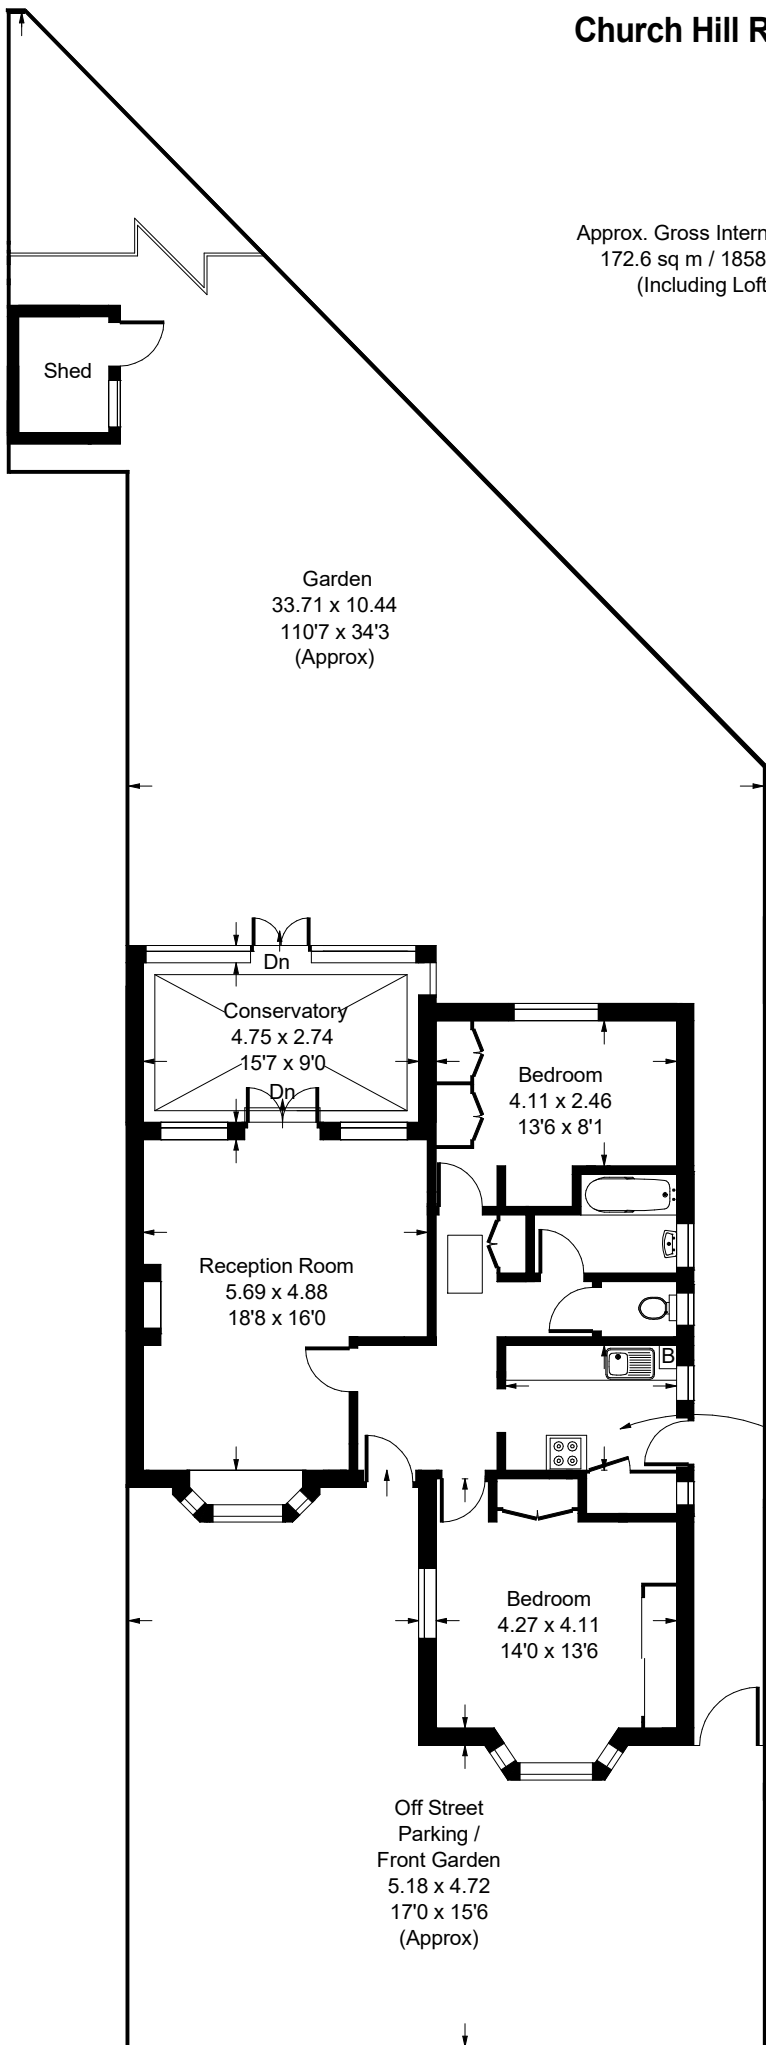 Church Hill R
Approx. Gross Intern
172.6 sq m / 1858
(Including Loft
Shed
Garden
33.71 x 10.44
110'7 x 34'3
(Approx)
Dn
Conservatory
4.75 x 2.74
15'7 x 9'0
Dn
Bedroom
4.11 x 2.46
13'6 x 8'1
Reception Room
5.69 x 4.88
18'8 x 16'0
B
Bedroom
4.27 x 4.11
14'0 x 13'6
Off Street
Parking /
Front Garden
5.18 x 4.72
17'0 x 15'6
(Approx)